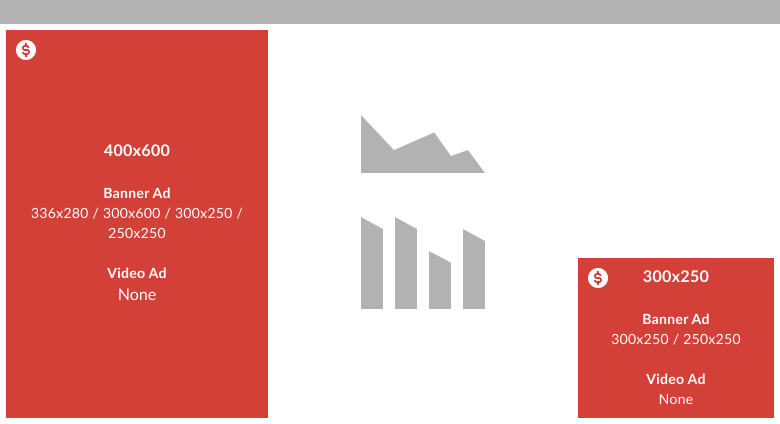 $
400x600
Banner Ad
336x280 / 300x600 / 300x250 /
250x250
Video Ad
None
$
300x250
Banner Ad
300x250 / 250x250
Video Ad
None